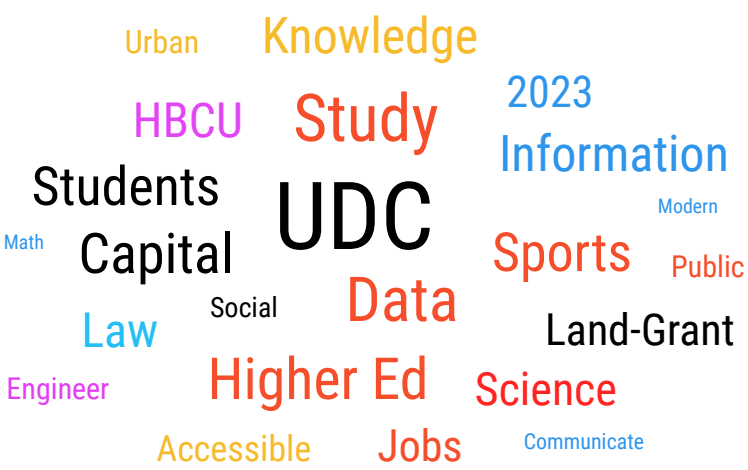 Urban
Knowledge
2023
HBCU
Study
Information
Students
UDC
Modern
Math
Capital
Sports
Public
Social
Data
Law
Land-Grant
Engineer
Higher Ed
Science
Accessible
Jobs
Communicate